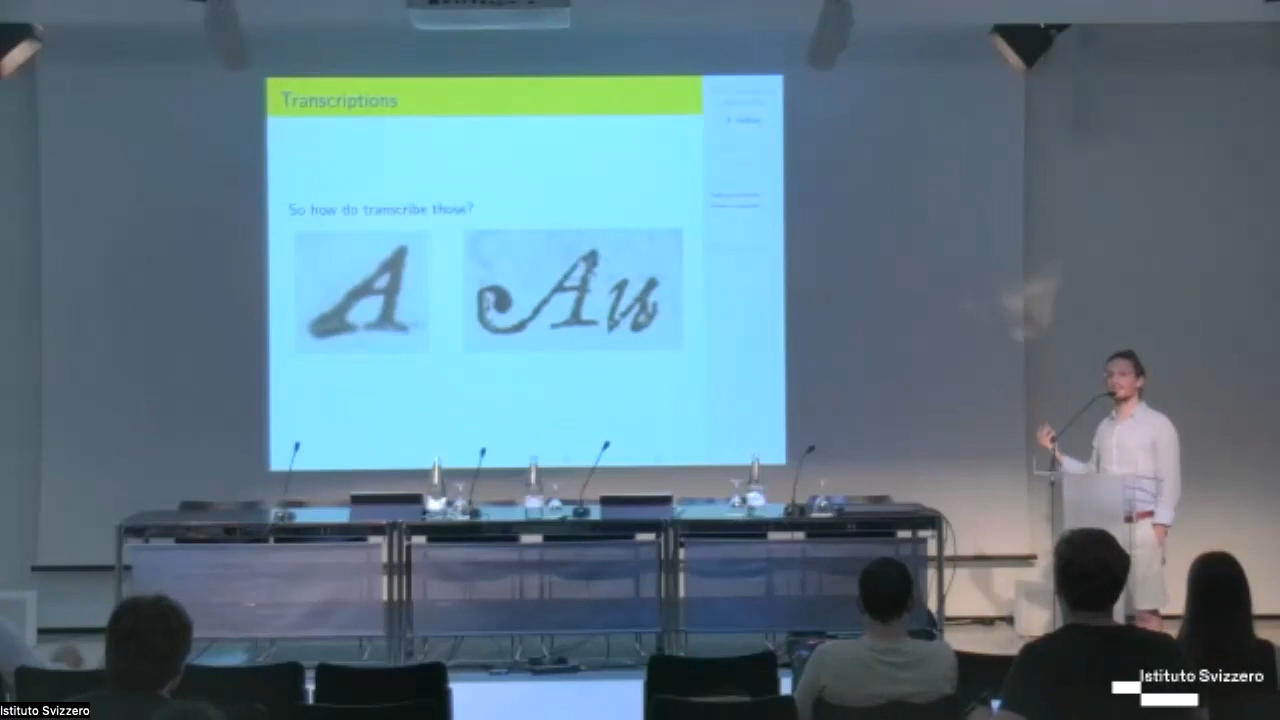 Transcriptions
So how do transcribe those?
A Au
Istituto Svizzero
Istituto Svizzero